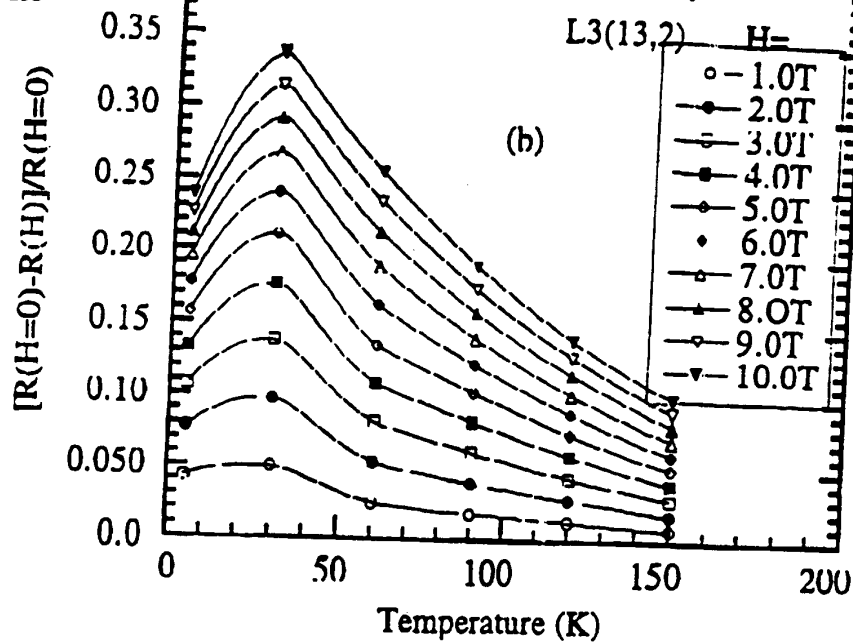 L3(13,2) H=
(b)
1.0T
2.0T
3.0T
4.0T
5.0T
6.0T
7.0T
8.0T
9.0T
10.0T
[R(H=0)-R(H)]/R(H=0)
0.35
0.30
0.25
0.20
0.15
0.10
0.050
0.0
0 50 100 150 200
Temperature (K)